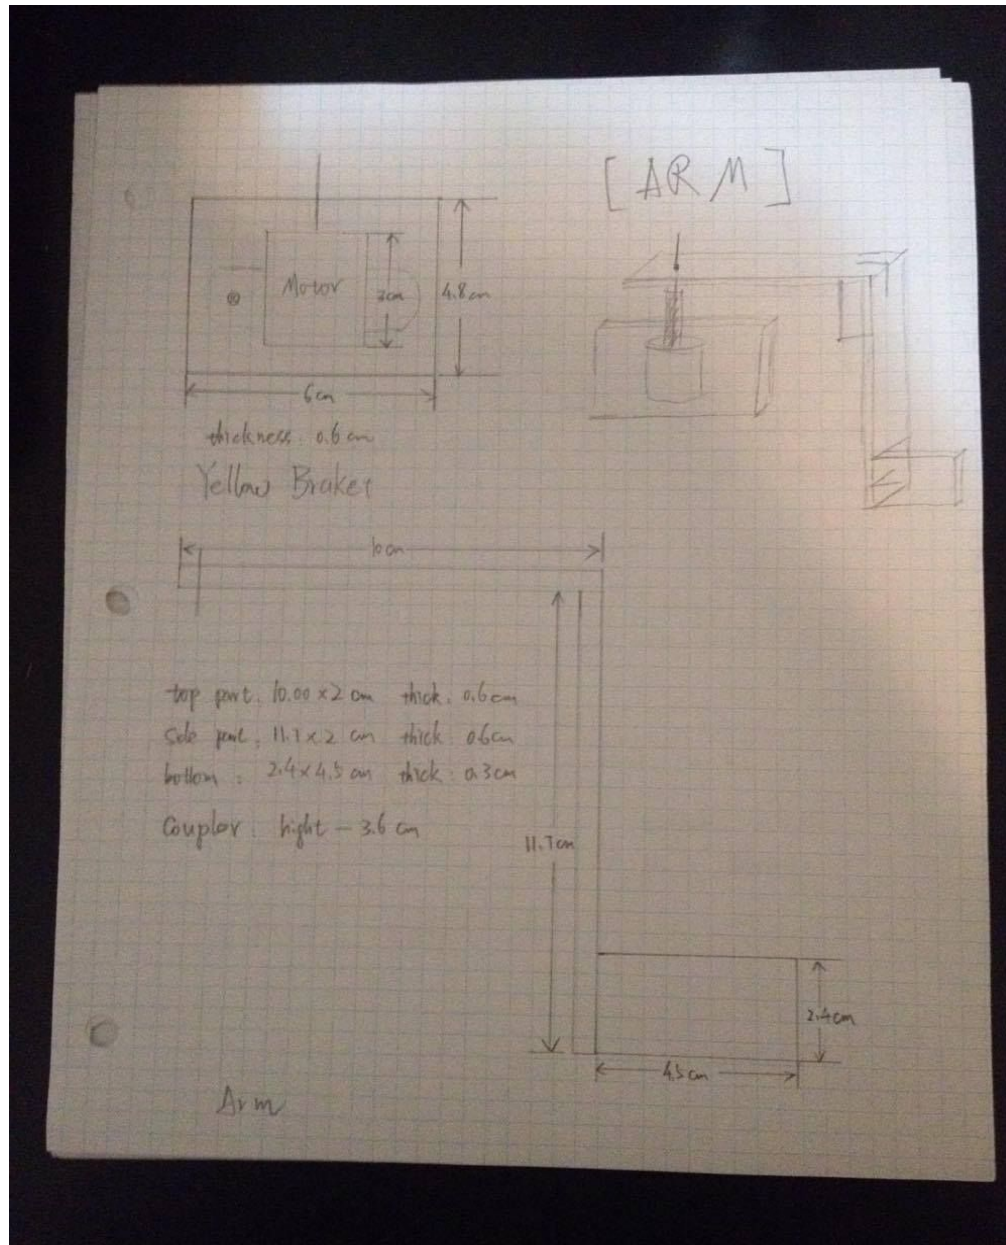 [ARM]
Motor
3cm
4.8cm
6cm
thickness: 0.6cm
Yellow Braket
10cm
top part: 10.00×2 cm thick: 0.6cm
side part: 11.7×2 cm thick: 0.6cm
bottom: 2.4×4.5 cm thick: 0.3cm
Coupler: hight - 3.6 cm
11.7cm
2.4cm
4.5cm
Arm